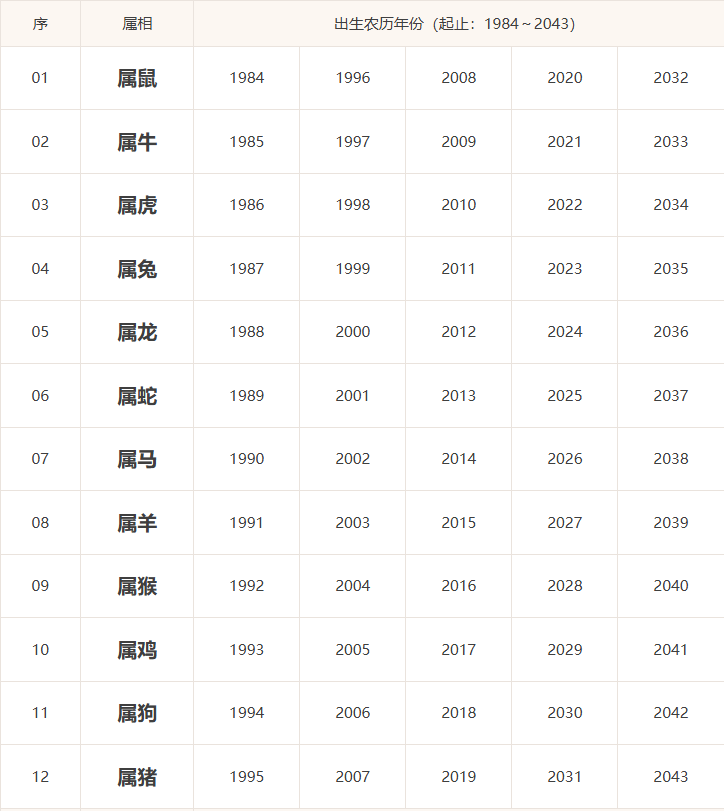 序 属相 出生农历年份（起止：1984～2043）
01 属鼠 1984 1996 2008 2020 2032
02 属牛 1985 1997 2009 2021 2033
03 属虎 1986 1998 2010 2022 2034
04 属兔 1987 1999 2011 2023 2035
05 属龙 1988 2000 2012 2024 2036
06 属蛇 1989 2001 2013 2025 2037
07 属马 1990 2002 2014 2026 2038
08 属羊 1991 2003 2015 2027 2039
09 属猴 1992 2004 2016 2028 2040
10 属鸡 1993 2005 2017 2029 2041
11 属狗 1994 2006 2018 2030 2042
12 属猪 1995 2007 2019 2031 2043